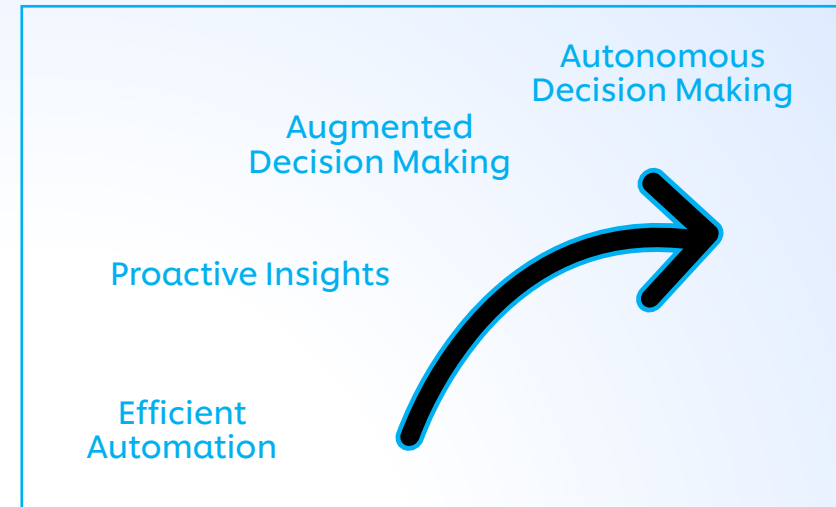 Autonomous
Decision Making
Augmented
Decision Making
Proactive Insights
Efficient
Automation